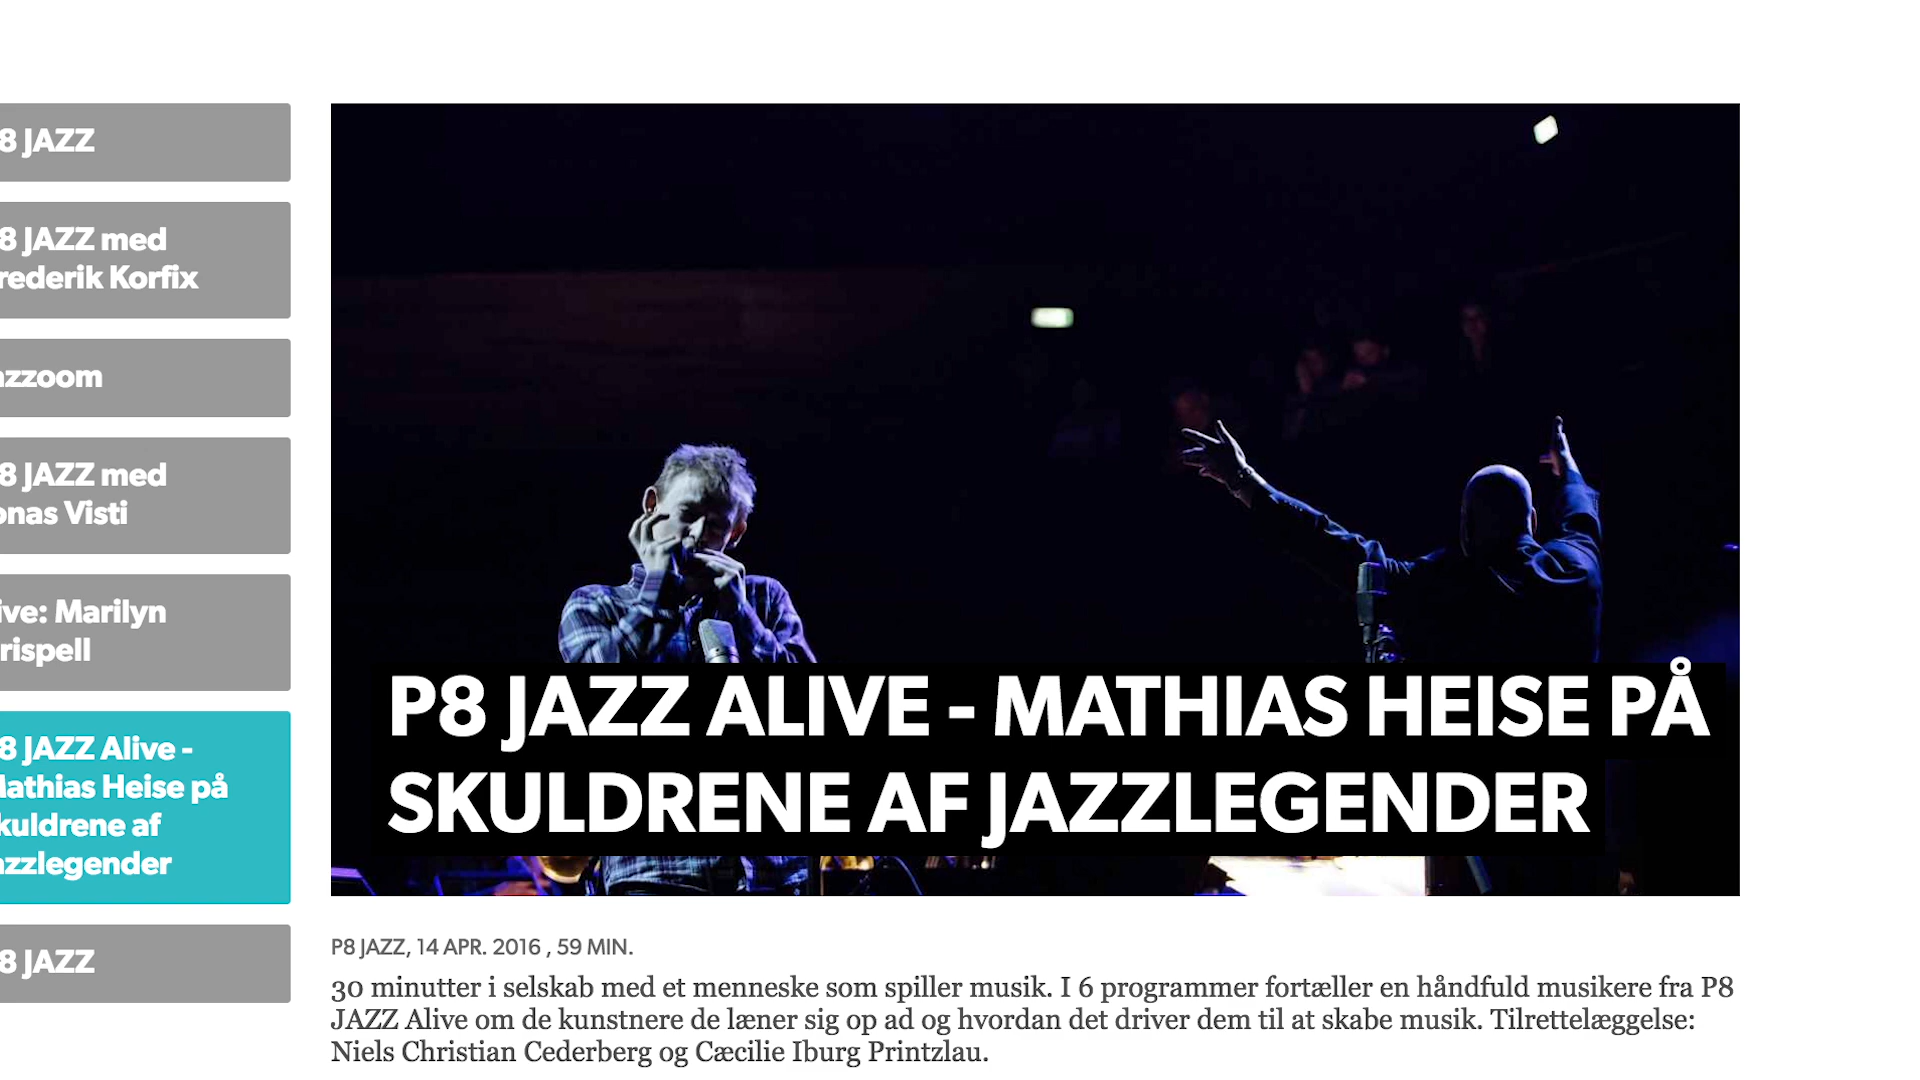 8 JAZZ
8 JAZZ med
rederik Korfix
azzoom
8 JAZZ med
onas Visti
ive: Marilyn
rispell
8 JAZZ Alive -
Mathias Heise på
kuldrene af
azzlegender
8 JAZZ
P8 JAZZ ALIVE - MATHIAS HEISE PÅ
SKULDRENE AF JAZZLEGENDER
P8 JAZZ, 14 APR. 2016 , 59 MIN.
30 minutter i selskab med et menneske som spiller musik. I 6 programmer fortæller en håndfuld musikere fra P8
JAZZ Alive om de kunstnere de læner sig op ad og hvordan det driver dem til at skabe musik. Tilrettelæggelse:
Niels Christian Cederberg og Cæcilie Iburg Printzlau.